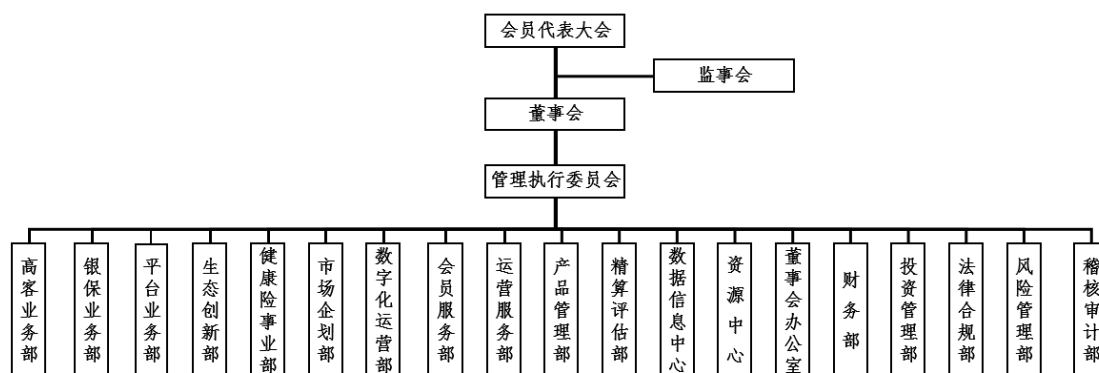 会员代表大会
监事会
董事会
管理执行委员会
高客业务部
银保业务部
平台业务部
生态创新部
健康险事业部
市场企划部
数字化运营部
会员服务部
运营服务部
产品管理部
精算评估部
数据信息中心
资源中心
董事会办公室
财务部
投资管理部
法律合规部
风险管理部
稽核审计部